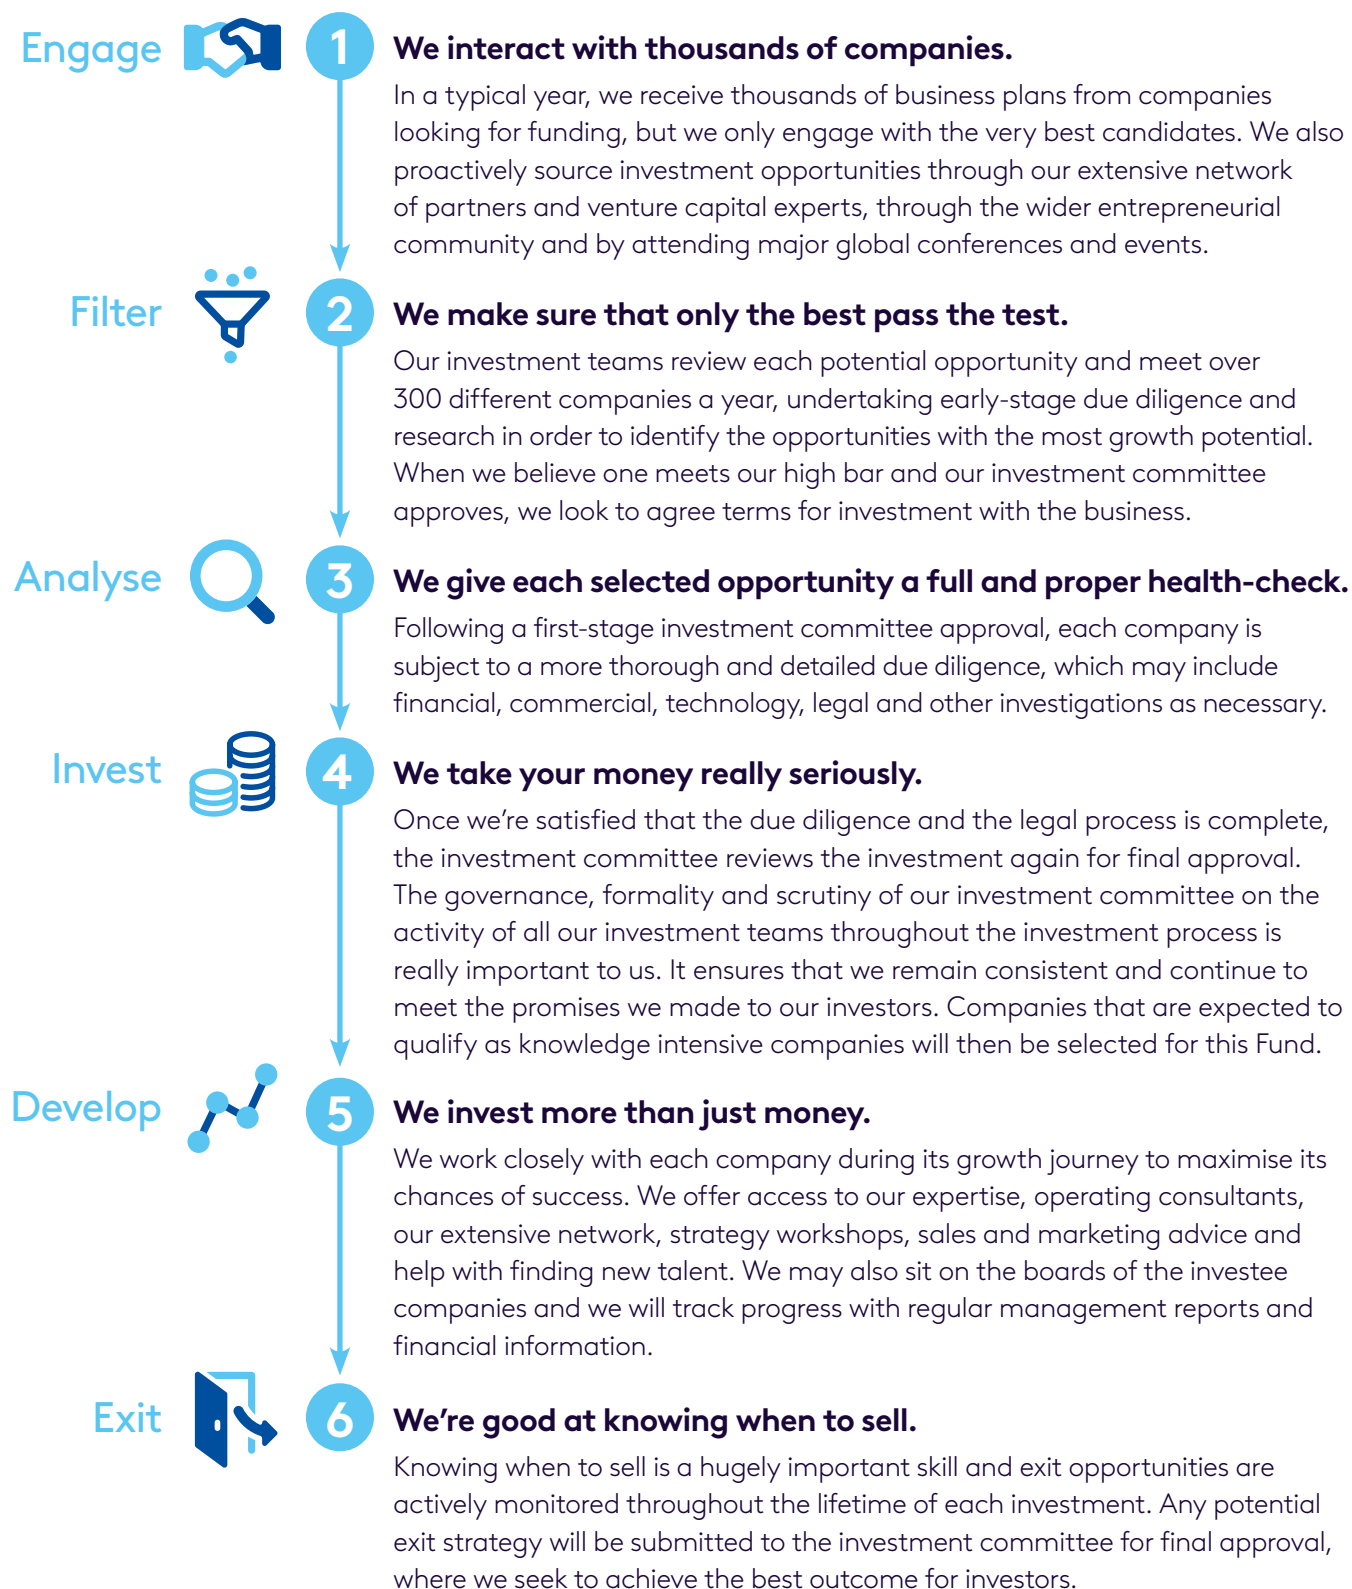 Engage
1
We interact with thousands of companies.
In a typical year, we receive thousands of business plans from companies
looking for funding, but we only engage with the very best candidates. We also
proactively source investment opportunities through our extensive network
of partners and venture capital experts, through the wider entrepreneurial
community and by attending major global conferences and events.
Filter
2
We make sure that only the best pass the test.
Our investment teams review each potential opportunity and meet over
300 different companies a year, undertaking early-stage due diligence and
research in order to identify the opportunities with the most growth potential.
When we believe one meets our high bar and our investment committee
approves, we look to agree terms for investment with the business.
Analyse
3
We give each selected opportunity a full and proper health-check.
Following a first-stage investment committee approval, each company is
subject to a more thorough and detailed due diligence, which may include
financial, commercial, technology, legal and other investigations as necessary.
Invest
4
We take your money really seriously.
Once we’re satisfied that the due diligence and the legal process is complete,
the investment committee reviews the investment again for final approval.
The governance, formality and scrutiny of our investment committee on the
activity of all our investment teams throughout the investment process is
really important to us. It ensures that we remain consistent and continue to
meet the promises we made to our investors. Companies that are expected to
qualify as knowledge intensive companies will then be selected for this Fund.
Develop
5
We invest more than just money.
We work closely with each company during its growth journey to maximise its
chances of success. We offer access to our expertise, operating consultants,
our extensive network, strategy workshops, sales and marketing advice and
help with finding new talent. We may also sit on the boards of the investee
companies and we will track progress with regular management reports and
financial information.
Exit
6
We’re good at knowing when to sell.
Knowing when to sell is a hugely important skill and exit opportunities are
actively monitored throughout the lifetime of each investment. Any potential
exit strategy will be submitted to the investment committee for final approval,
where we seek to achieve the best outcome for investors.